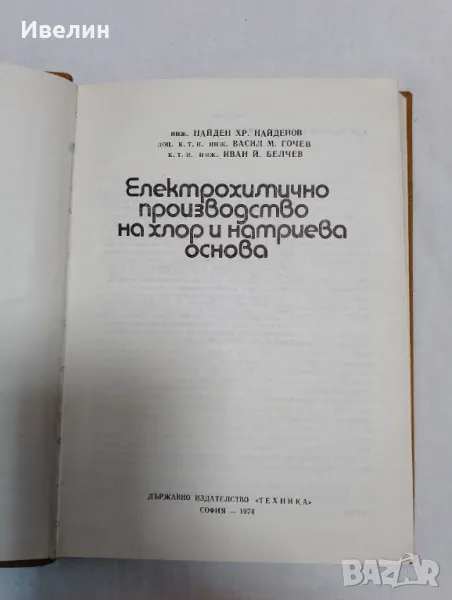 Ивелин
инж. НАЙДЕН ХР. НАЙДЕНОВ
доц. к. т. н. инж. ВАСИЛ М. ГОЧЕВ
к. т. н. инж. ИВАН Й. БЕЛЧЕВ
Електрохимично
производство
на хлор и натриева
основа
ДЪРЖАВНО ИЗДАТЕЛСТВО «ТЕХНИКА»
СОФИЯ — 1974
BAZAR